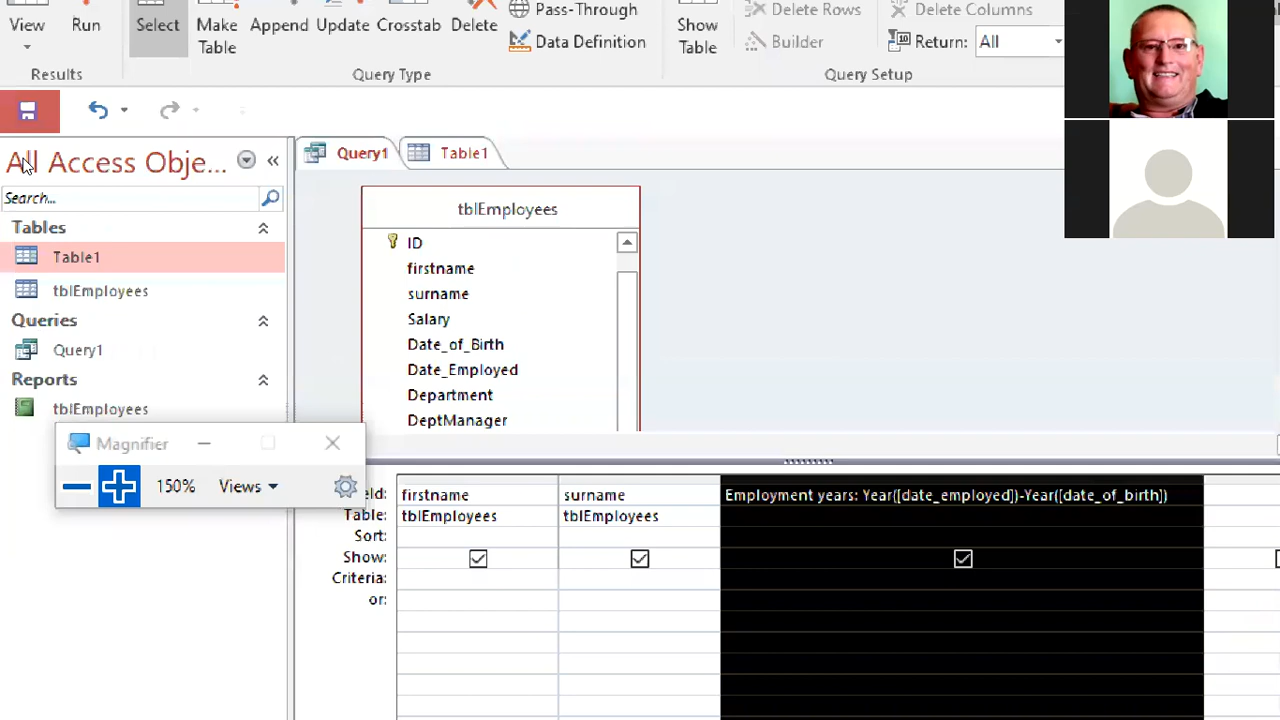 View
Run
Select
Make
Table
Append
Update
Crosstab
Delete
Pass-Through
Data Definition
Show
Table
Delete Rows
Builder
Delete Columns
Return: All
Results
Query Type
Query Setup
All Access Obje...
Search...
Tables
Table1
tblEmployees
Queries
Query1
Reports
tblEmployees
Query1
Table1
tblEmployees
ID
firstname
surname
Salary
Date_of_Birth
Date_Employed
Department
DeptManager
Magnifier
150%
Views
firstname
surname
Employment years: Year([date_employed])-Year([date_of_birth])
Table:
tblEmployees
tblEmployees
Sort:
Show:
Criteria:
or: